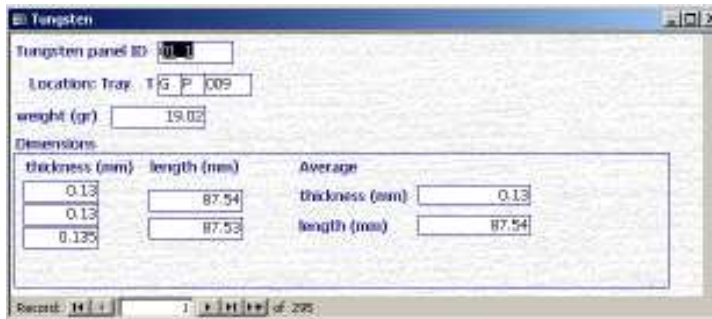 Tungsten
Tungsten panel ID
Location: Tray T G P 009
weight (gr) 19.02
Dimensions
thickness (mm) length (mm) Average
0.13 87.54 thickness (mm) 0.13
0.13
87.53 length (mm) 87.54
0.135
Record: 1 of 295